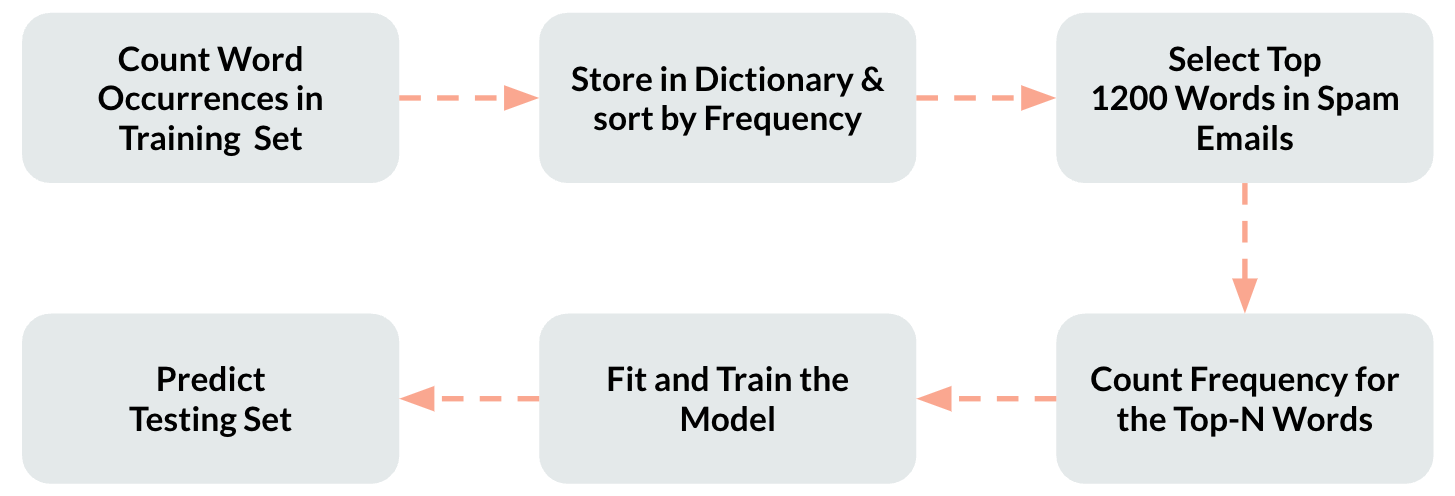 Count Word
Occurrences in
Training Set
Store in Dictionary &
sort by Frequency
Select Top
1200 Words in Spam
Emails
Count Frequency for
the Top-N Words
Fit and Train the
Model
Predict
Testing Set